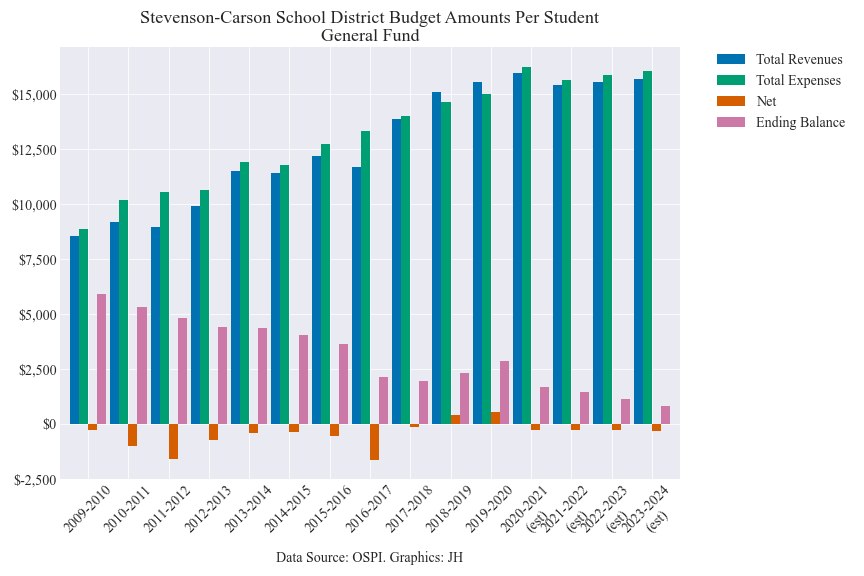 Stevenson-Carson School District Budget Amounts Per Student
General Fund
Total Revenues
Total Expenses
Net
Ending Balance
$15,000
$12,500
$10,000
$7,500
$5,000
$2,500
$0
$-2,500
2009-2010
2010-2011
2011-2012
2012-2013
2013-2014
2014-2015
2015-2016
2016-2017
2017-2018
2018-2019
2019-2020
2020-2021
(est)
2021-2022
(est)
2022-2023
(est)
2023-2024
(est)
Data Source: OSPI. Graphics: JH